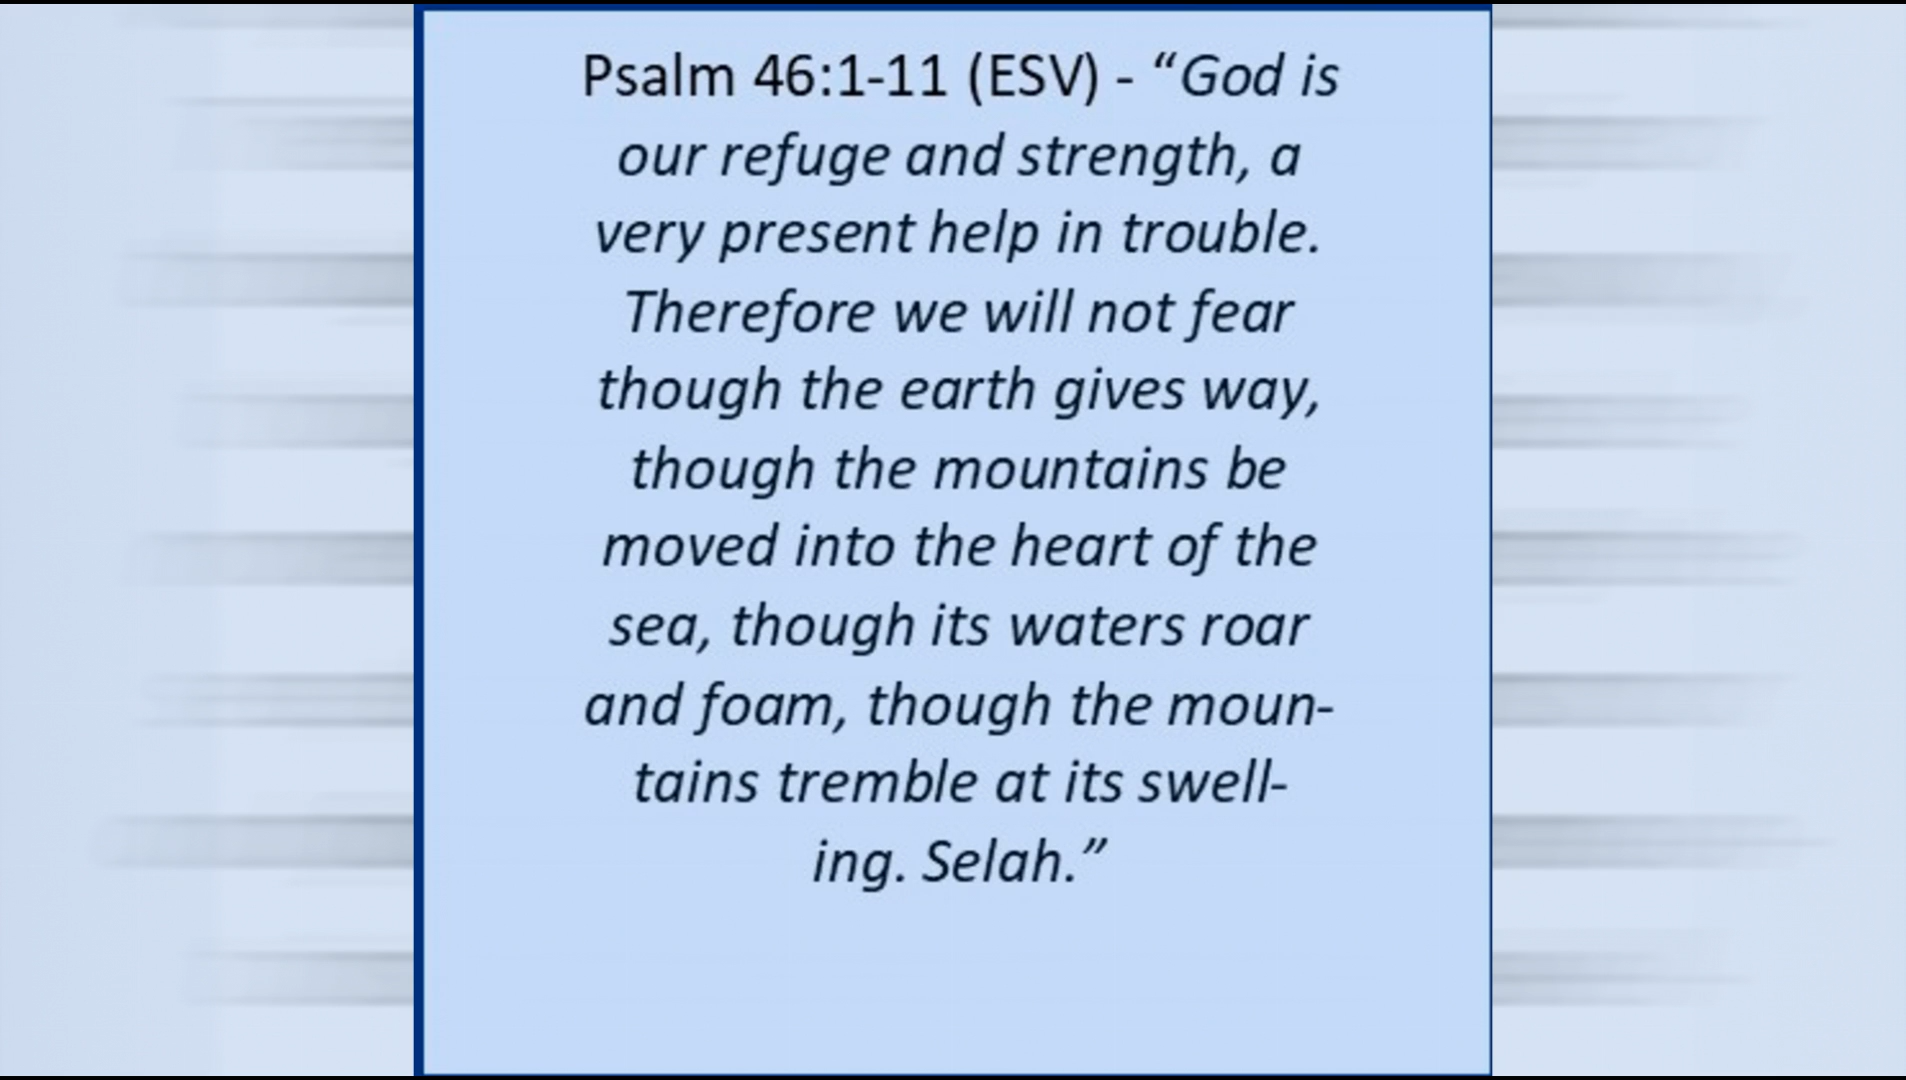 Psalm 46:1-11 (ESV) - “God is
our refuge and strength, a
very present help in trouble.
Therefore we will not fear
though the earth gives way,
though the mountains be
moved into the heart of the
sea, though its waters roar
and foam, though the moun-
tains tremble at its swell-
ing. Selah.”